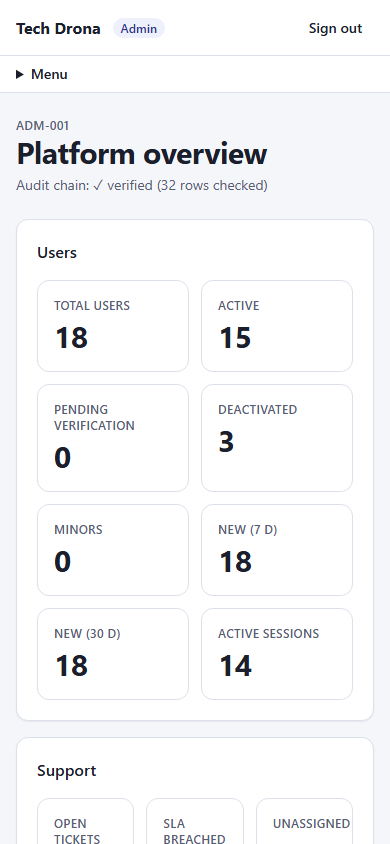 Tech Drona Admin Sign out
▶ Menu
ADM-001
Platform overview
Audit chain: ✓ verified (32 rows checked)
Users
TOTAL USERS
18
ACTIVE
15
PENDING
VERIFICATION
0
DEACTIVATED
3
MINORS
0
NEW (7 D)
18
NEW (30 D)
18
ACTIVE SESSIONS
14
Support
OPEN
TICKETS
SLA
BREACHED
UNASSIGNED